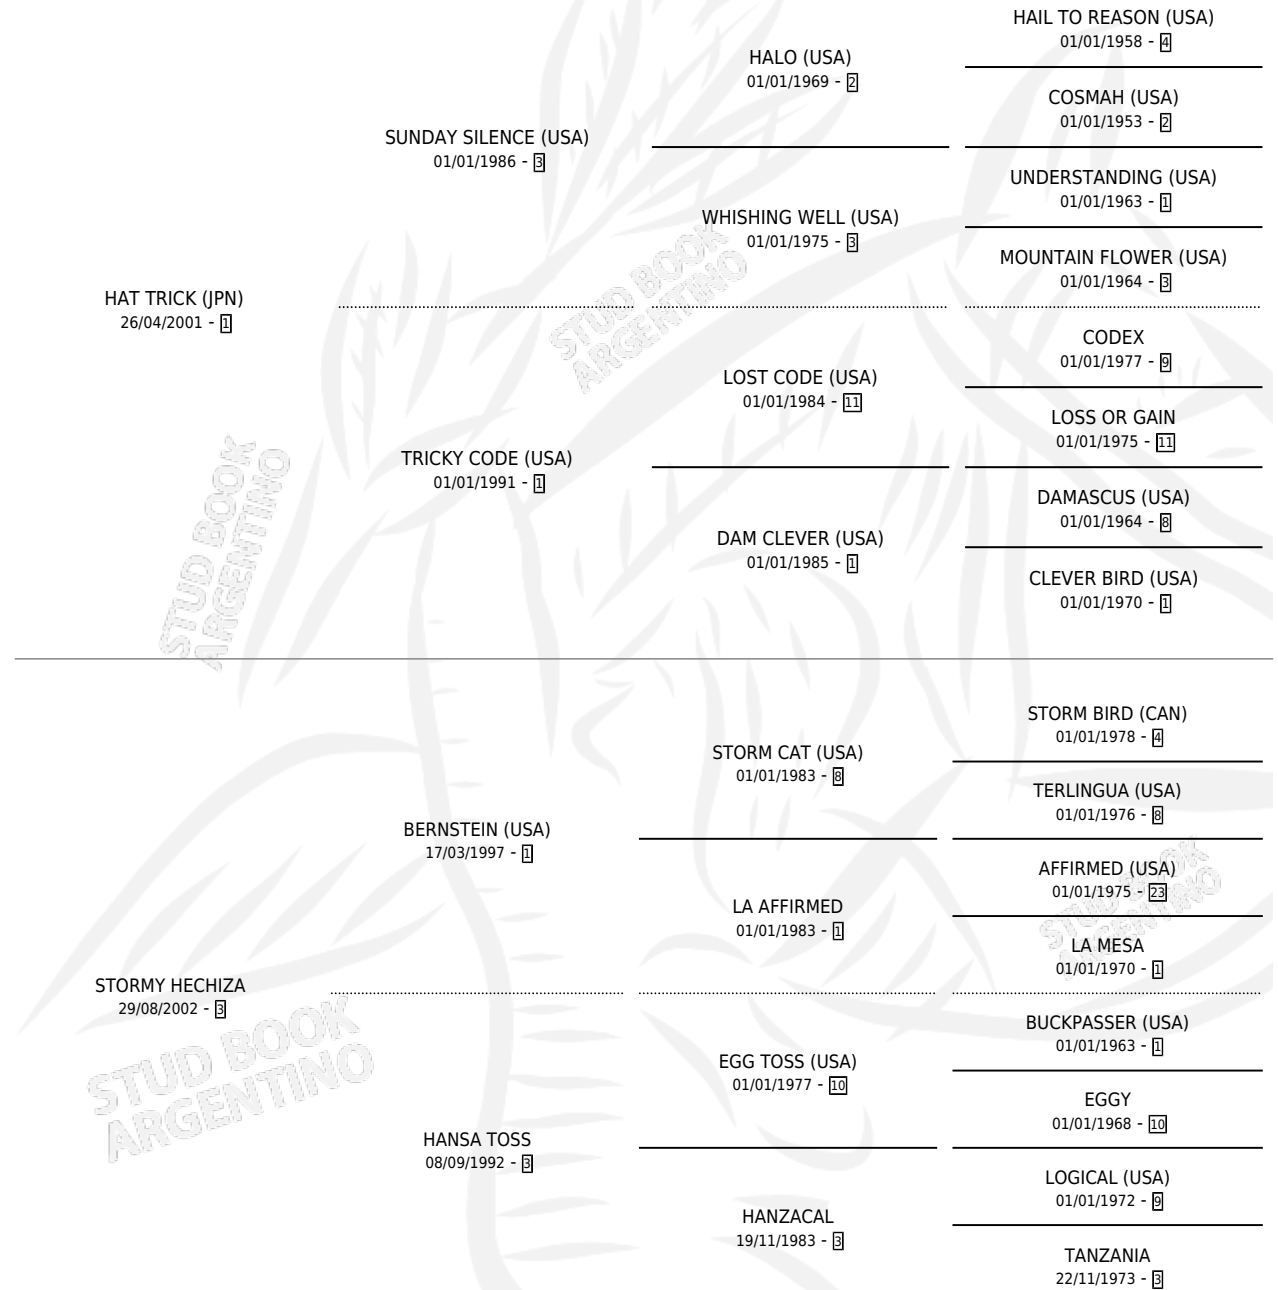 HAIL TO REASON (USA)
01/01/1958 - 4
HALO (USA)
01/01/1969 - 2
COSMAH (USA)
01/01/1953 - 2
SUNDAY SILENCE (USA)
01/01/1986 - 3
UNDERSTANDING (USA)
01/01/1963 - 1
WHISHING WELL (USA)
01/01/1975 - 3
MOUNTAIN FLOWER (USA)
01/01/1964 - 3
HAT TRICK (JPN)
26/04/2001 - 1
CODEX
01/01/1977 - 9
LOST CODE (USA)
01/01/1984 - 11
LOSS OR GAIN
01/01/1975 - 11
TRICKY CODE (USA)
01/01/1991 - 1
DAMASCUS (USA)
01/01/1964 - 8
DAM CLEVER (USA)
01/01/1985 - 1
CLEVER BIRD (USA)
01/01/1970 - 1
STORM BIRD (CAN)
01/01/1978 - 4
STORM CAT (USA)
01/01/1983 - 8
TERLINGUA (USA)
01/01/1976 - 8
BERNSTEIN (USA)
17/03/1997 - 1
AFFIRMED (USA)
01/01/1975 - 23
LA AFFIRMED
01/01/1983 - 1
LA MESA
01/01/1970 - 1
STORMY HECHIZA
29/08/2002 - 3
BUCKPASSER (USA)
01/01/1963 - 1
EGG TOSS (USA)
01/01/1977 - 10
EGGY
01/01/1968 - 10
HANSA TOSS
08/09/1992 - 3
LOGICAL (USA)
01/01/1972 - 9
HANZACAL
19/11/1983 - 3
TANZANIA
22/11/1973 - 3
STUD BOOK
ARGENTINO
STUD BOOK
ARGENTINO
STUD BOOK
ARGENTINO
STUD BOOK
ARGENTINO